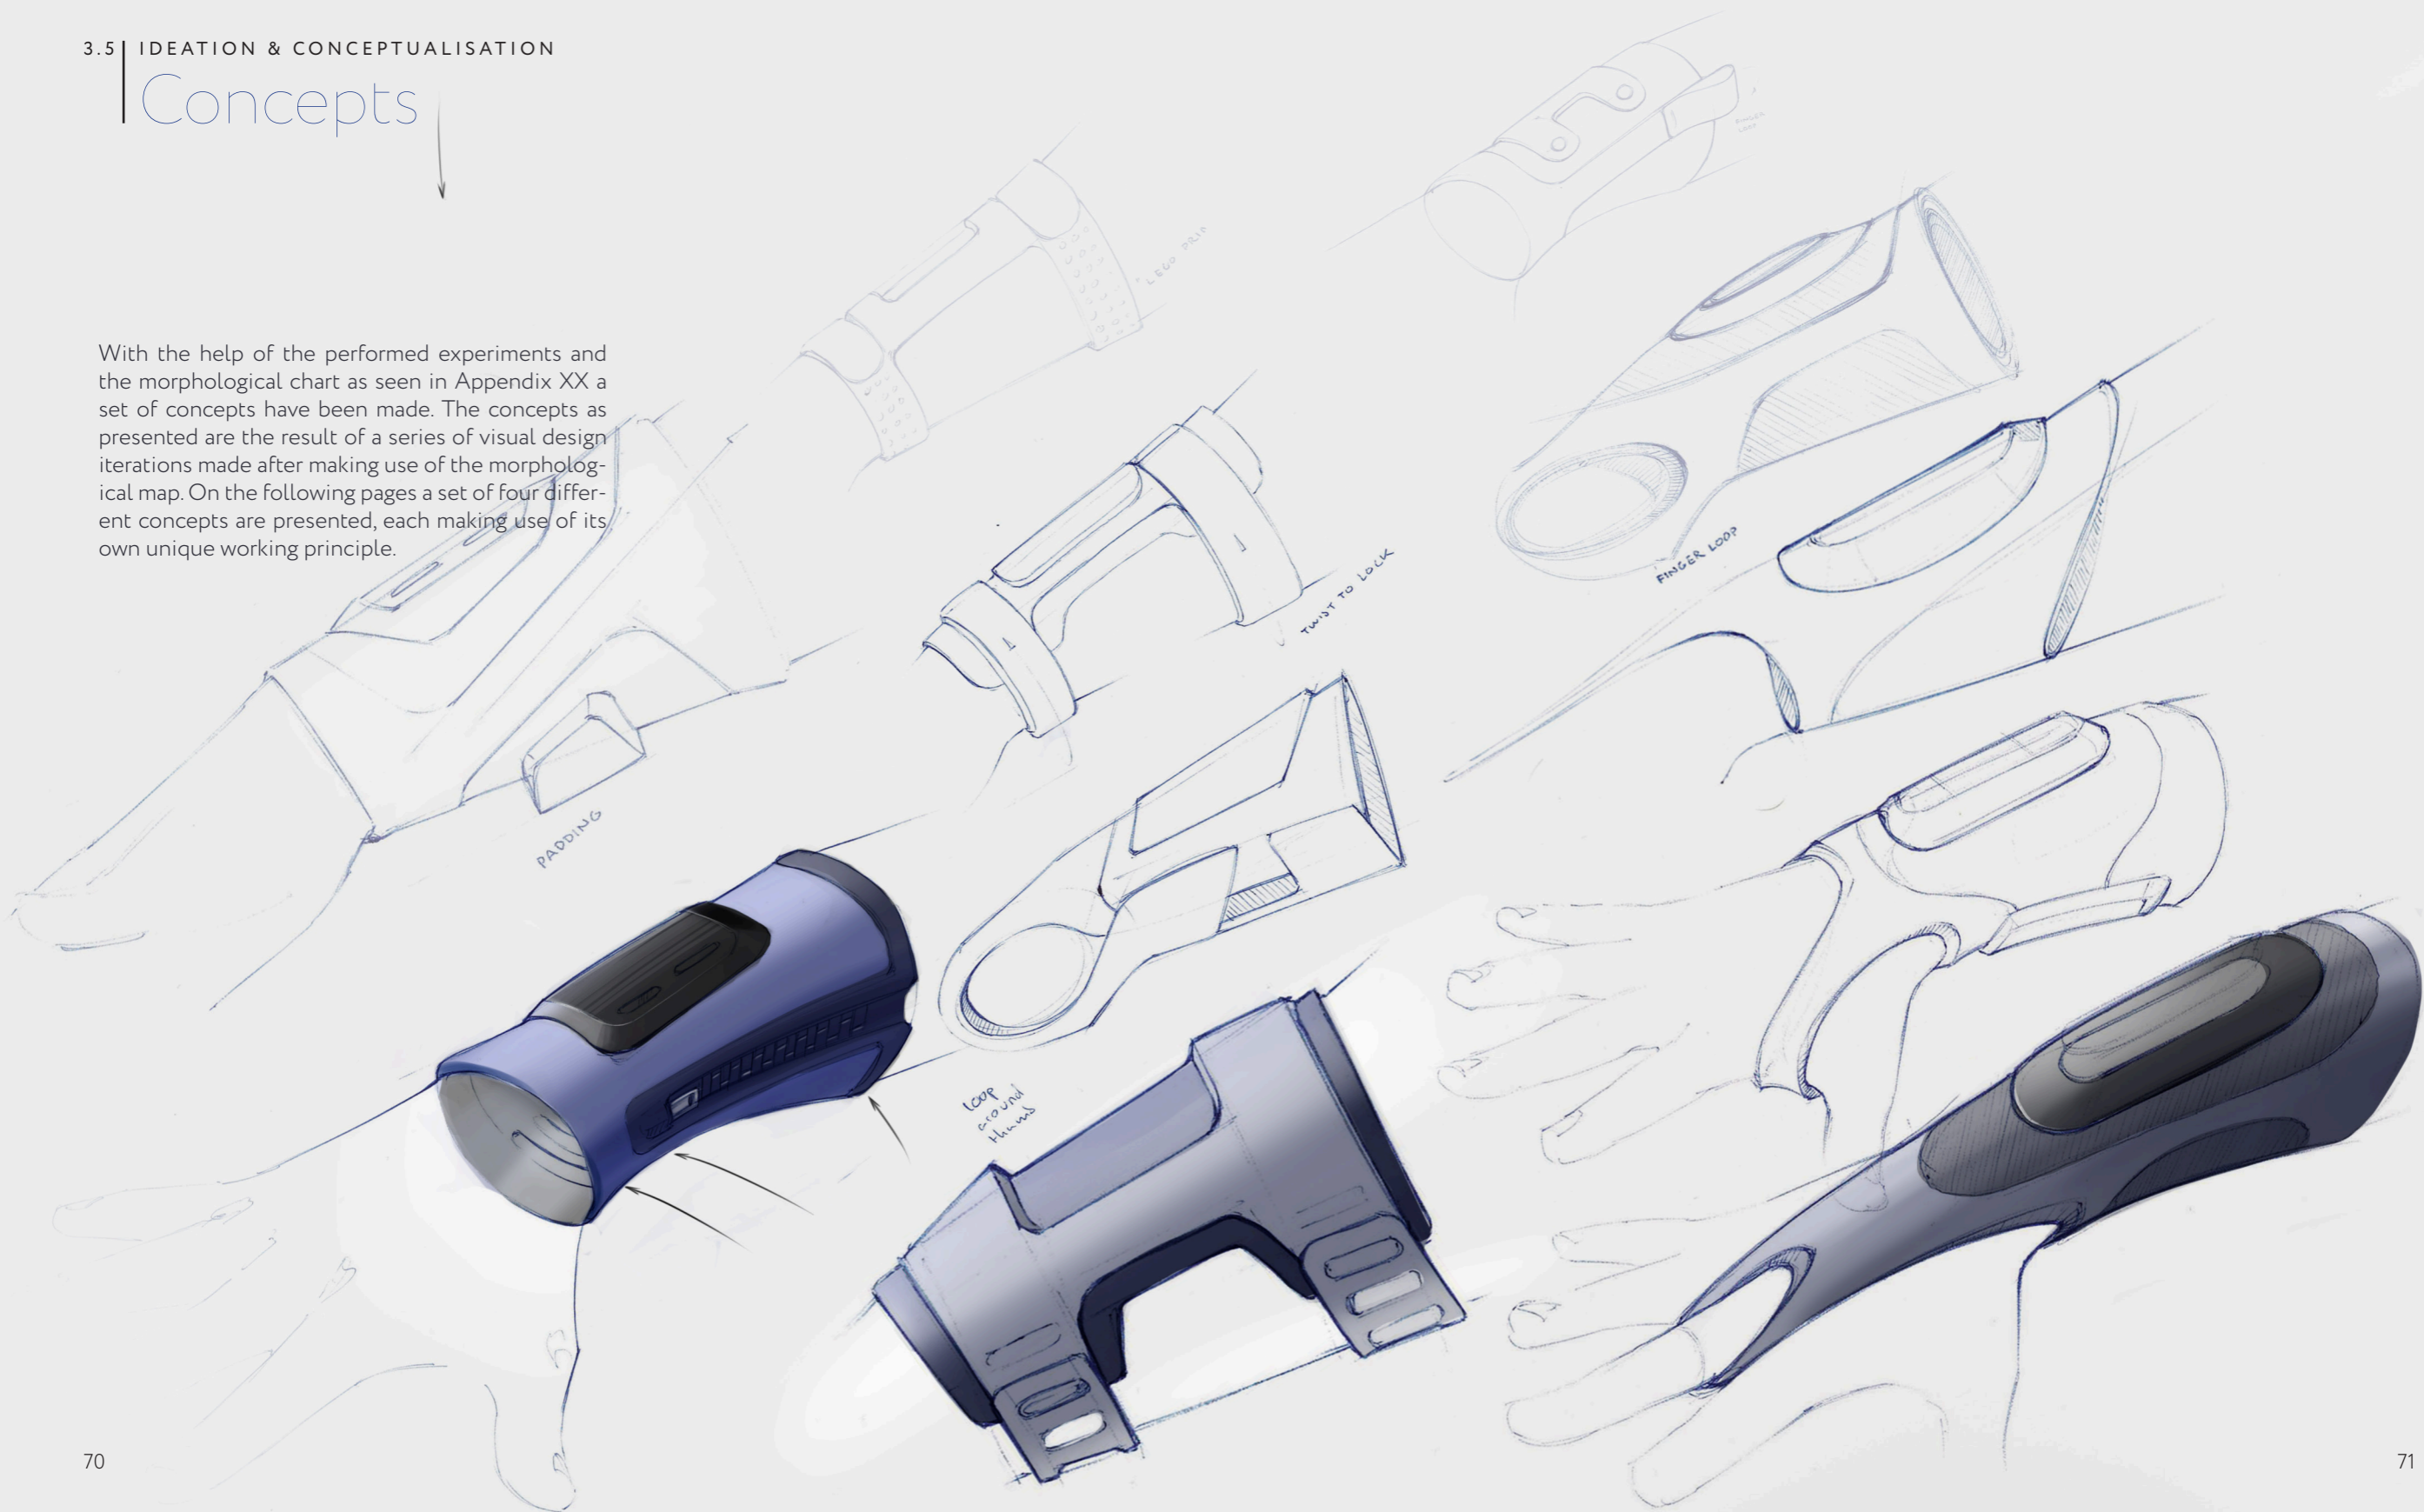 3.5 IDEATION & CONCEPTUALISATION
Concepts
With the help of the performed experiments and
the morphological chart as seen in Appendix XX a
set of concepts have been made. The concepts as
presented are the result of a series of visual design
iterations made after making use of the morpholog-
ical map. On the following pages a set of four differ-
ent concepts are presented, each making use of its
own unique working principle.
PADDING
LEGO
TWIST TO LOCK
loop
around
thumb
FINGER
LOOP
FINGER LOOP
70
71